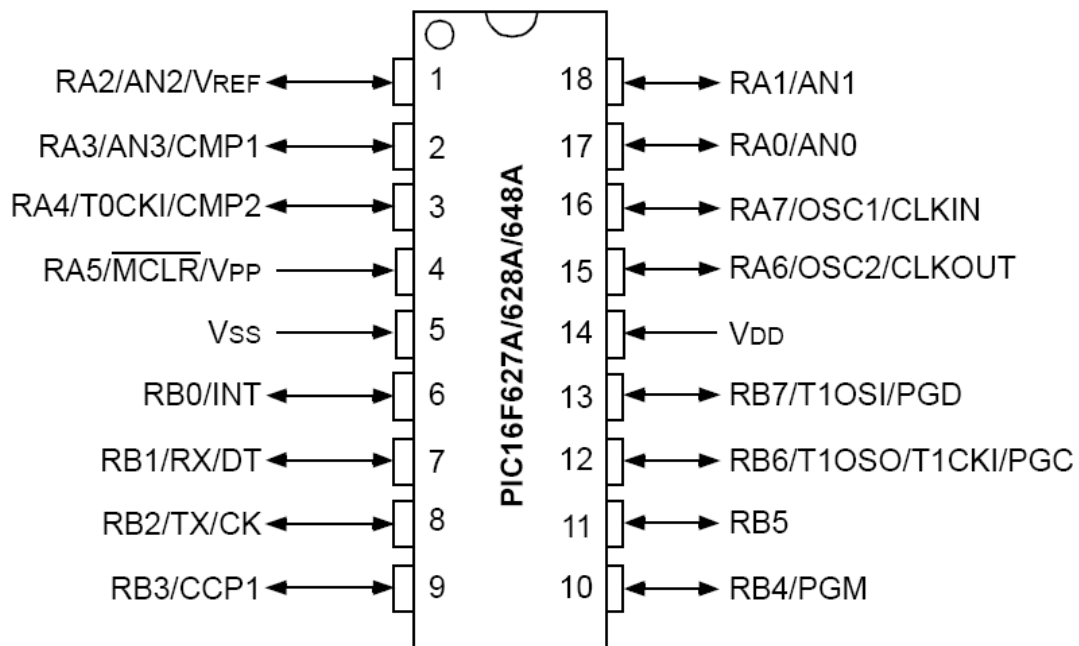 RA2/AN2/VREF 1 18 RA1/AN1
RA3/AN3/CMP1 2 17 RA0/AN0
RA4/T0CKI/CMP2 3 16 RA7/OSC1/CLKIN
RA5/M̅C̅L̅R̅/VPP 4 15 RA6/OSC2/CLKOUT
VSS 5 14 VDD
RB0/INT 6 13 RB7/T1OSI/PGD
RB1/RX/DT 7 12 RB6/T1OSO/T1CKI/PGC
RB2/TX/CK 8 11 RB5
RB3/CCP1 9 10 RB4/PGM
PIC16F627A/628A/648A